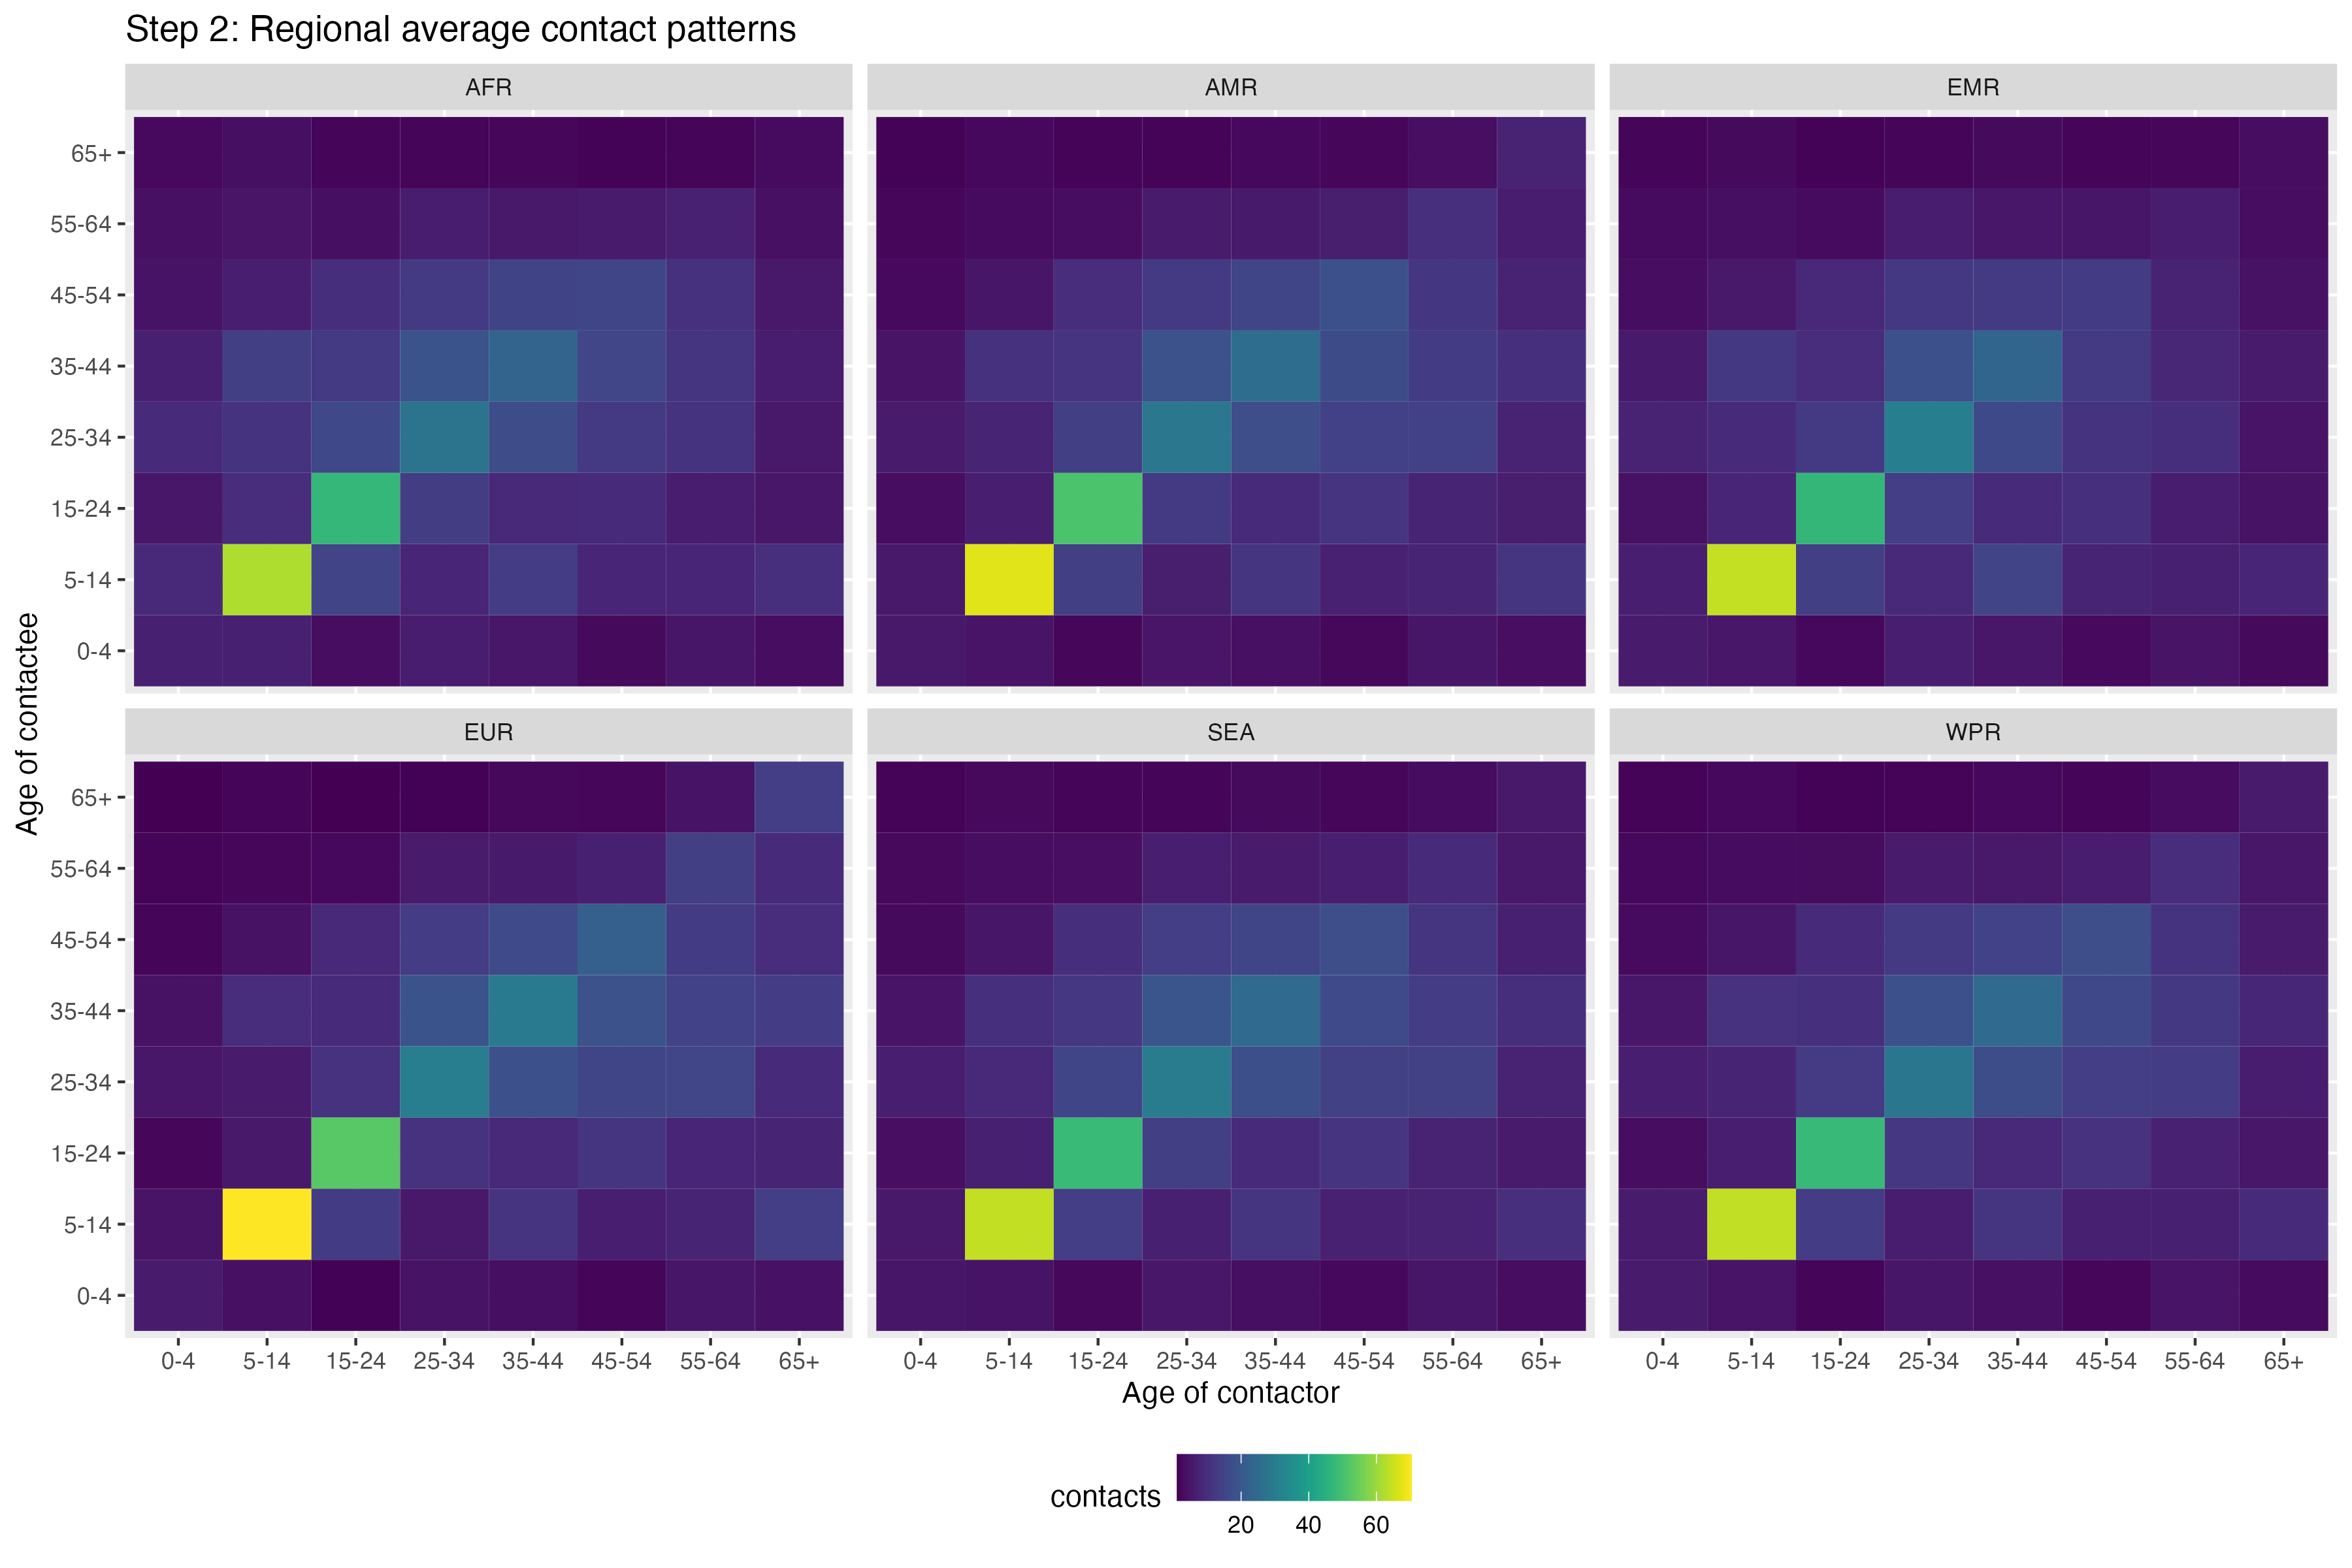 Step 2: Regional average contact patterns
AFR
AMR
EMR
65+
55-64
45-54
35-44
25-34
15-24
5-14
0-4
Age of contactee
EUR
SEA
WPR
65+
55-64
45-54
35-44
25-34
15-24
5-14
0-4
0-4 5-14 15-24 25-34 35-44 45-54 55-64 65+
0-4 5-14 15-24 25-34 35-44 45-54 55-64 65+
0-4 5-14 15-24 25-34 35-44 45-54 55-64 65+
Age of contactor
contacts
20 40 60